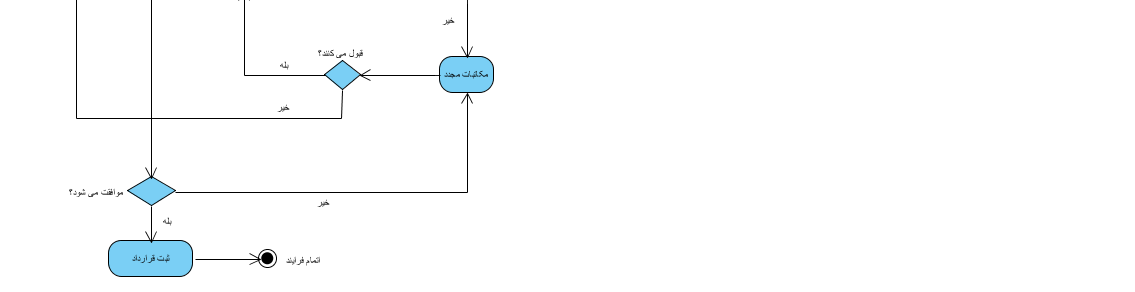 خیر
قبول می‌کنند؟
بله
مکاتبات مجدد
خیر
موافقت می شود؟
خیر
بله
ثبت قرارداد
اتمام فرایند